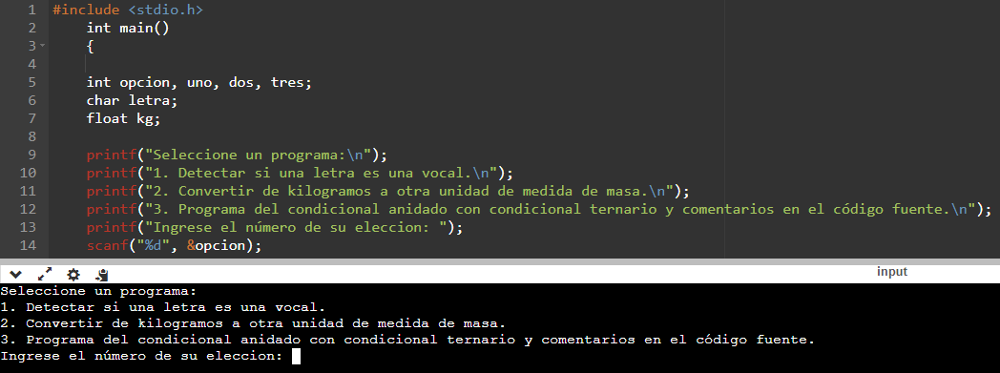 1 #include <stdio.h>
2 int main()
3 {
4
5 int opcion, uno, dos, tres;
6 char letra;
7 float kg;
8
9 printf("Seleccione un programa:\n");
10 printf("1. Detectar si una letra es una vocal.\n");
11 printf("2. Convertir de kilogramos a otra unidad de medida de masa.\n");
12 printf("3. Programa del condicional anidado con condicional ternario y comentarios en el código fuente.\n");
13 printf("Ingrese el número de su eleccion: ");
14 scanf("%d", &opcion);
input
Seleccione un programa:
1. Detectar si una letra es una vocal.
2. Convertir de kilogramos a otra unidad de medida de masa.
3. Programa del condicional anidado con condicional ternario y comentarios en el código fuente.
Ingrese el número de su eleccion: